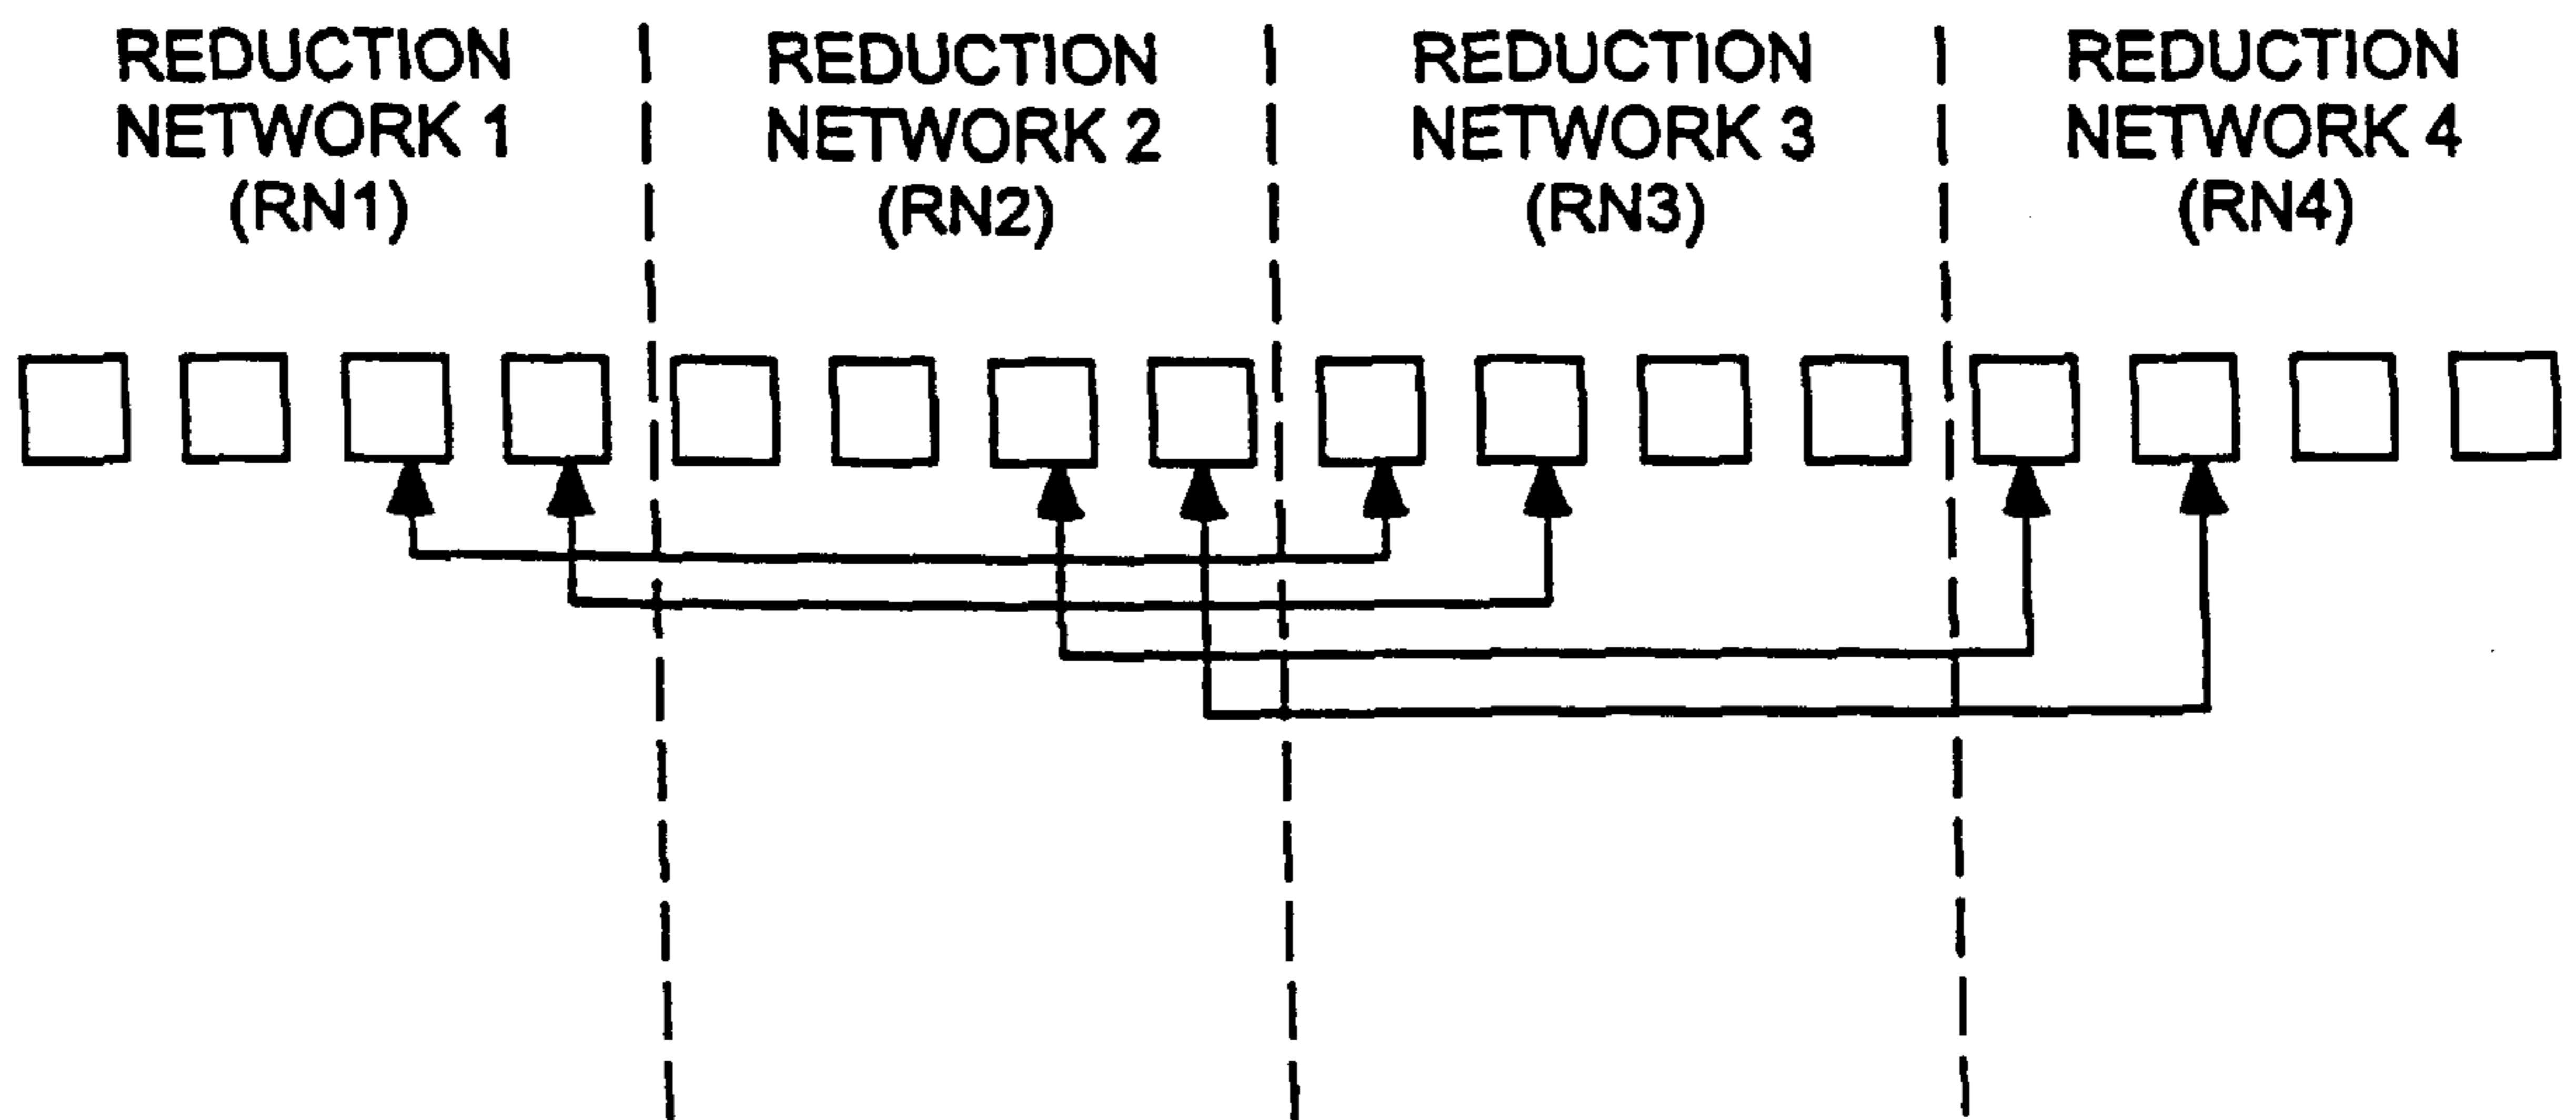 REDUCTION
NETWORK 1
(RN1)
REDUCTION
NETWORK 2
(RN2)
REDUCTION
NETWORK 3
(RN3)
REDUCTION
NETWORK 4
(RN4)